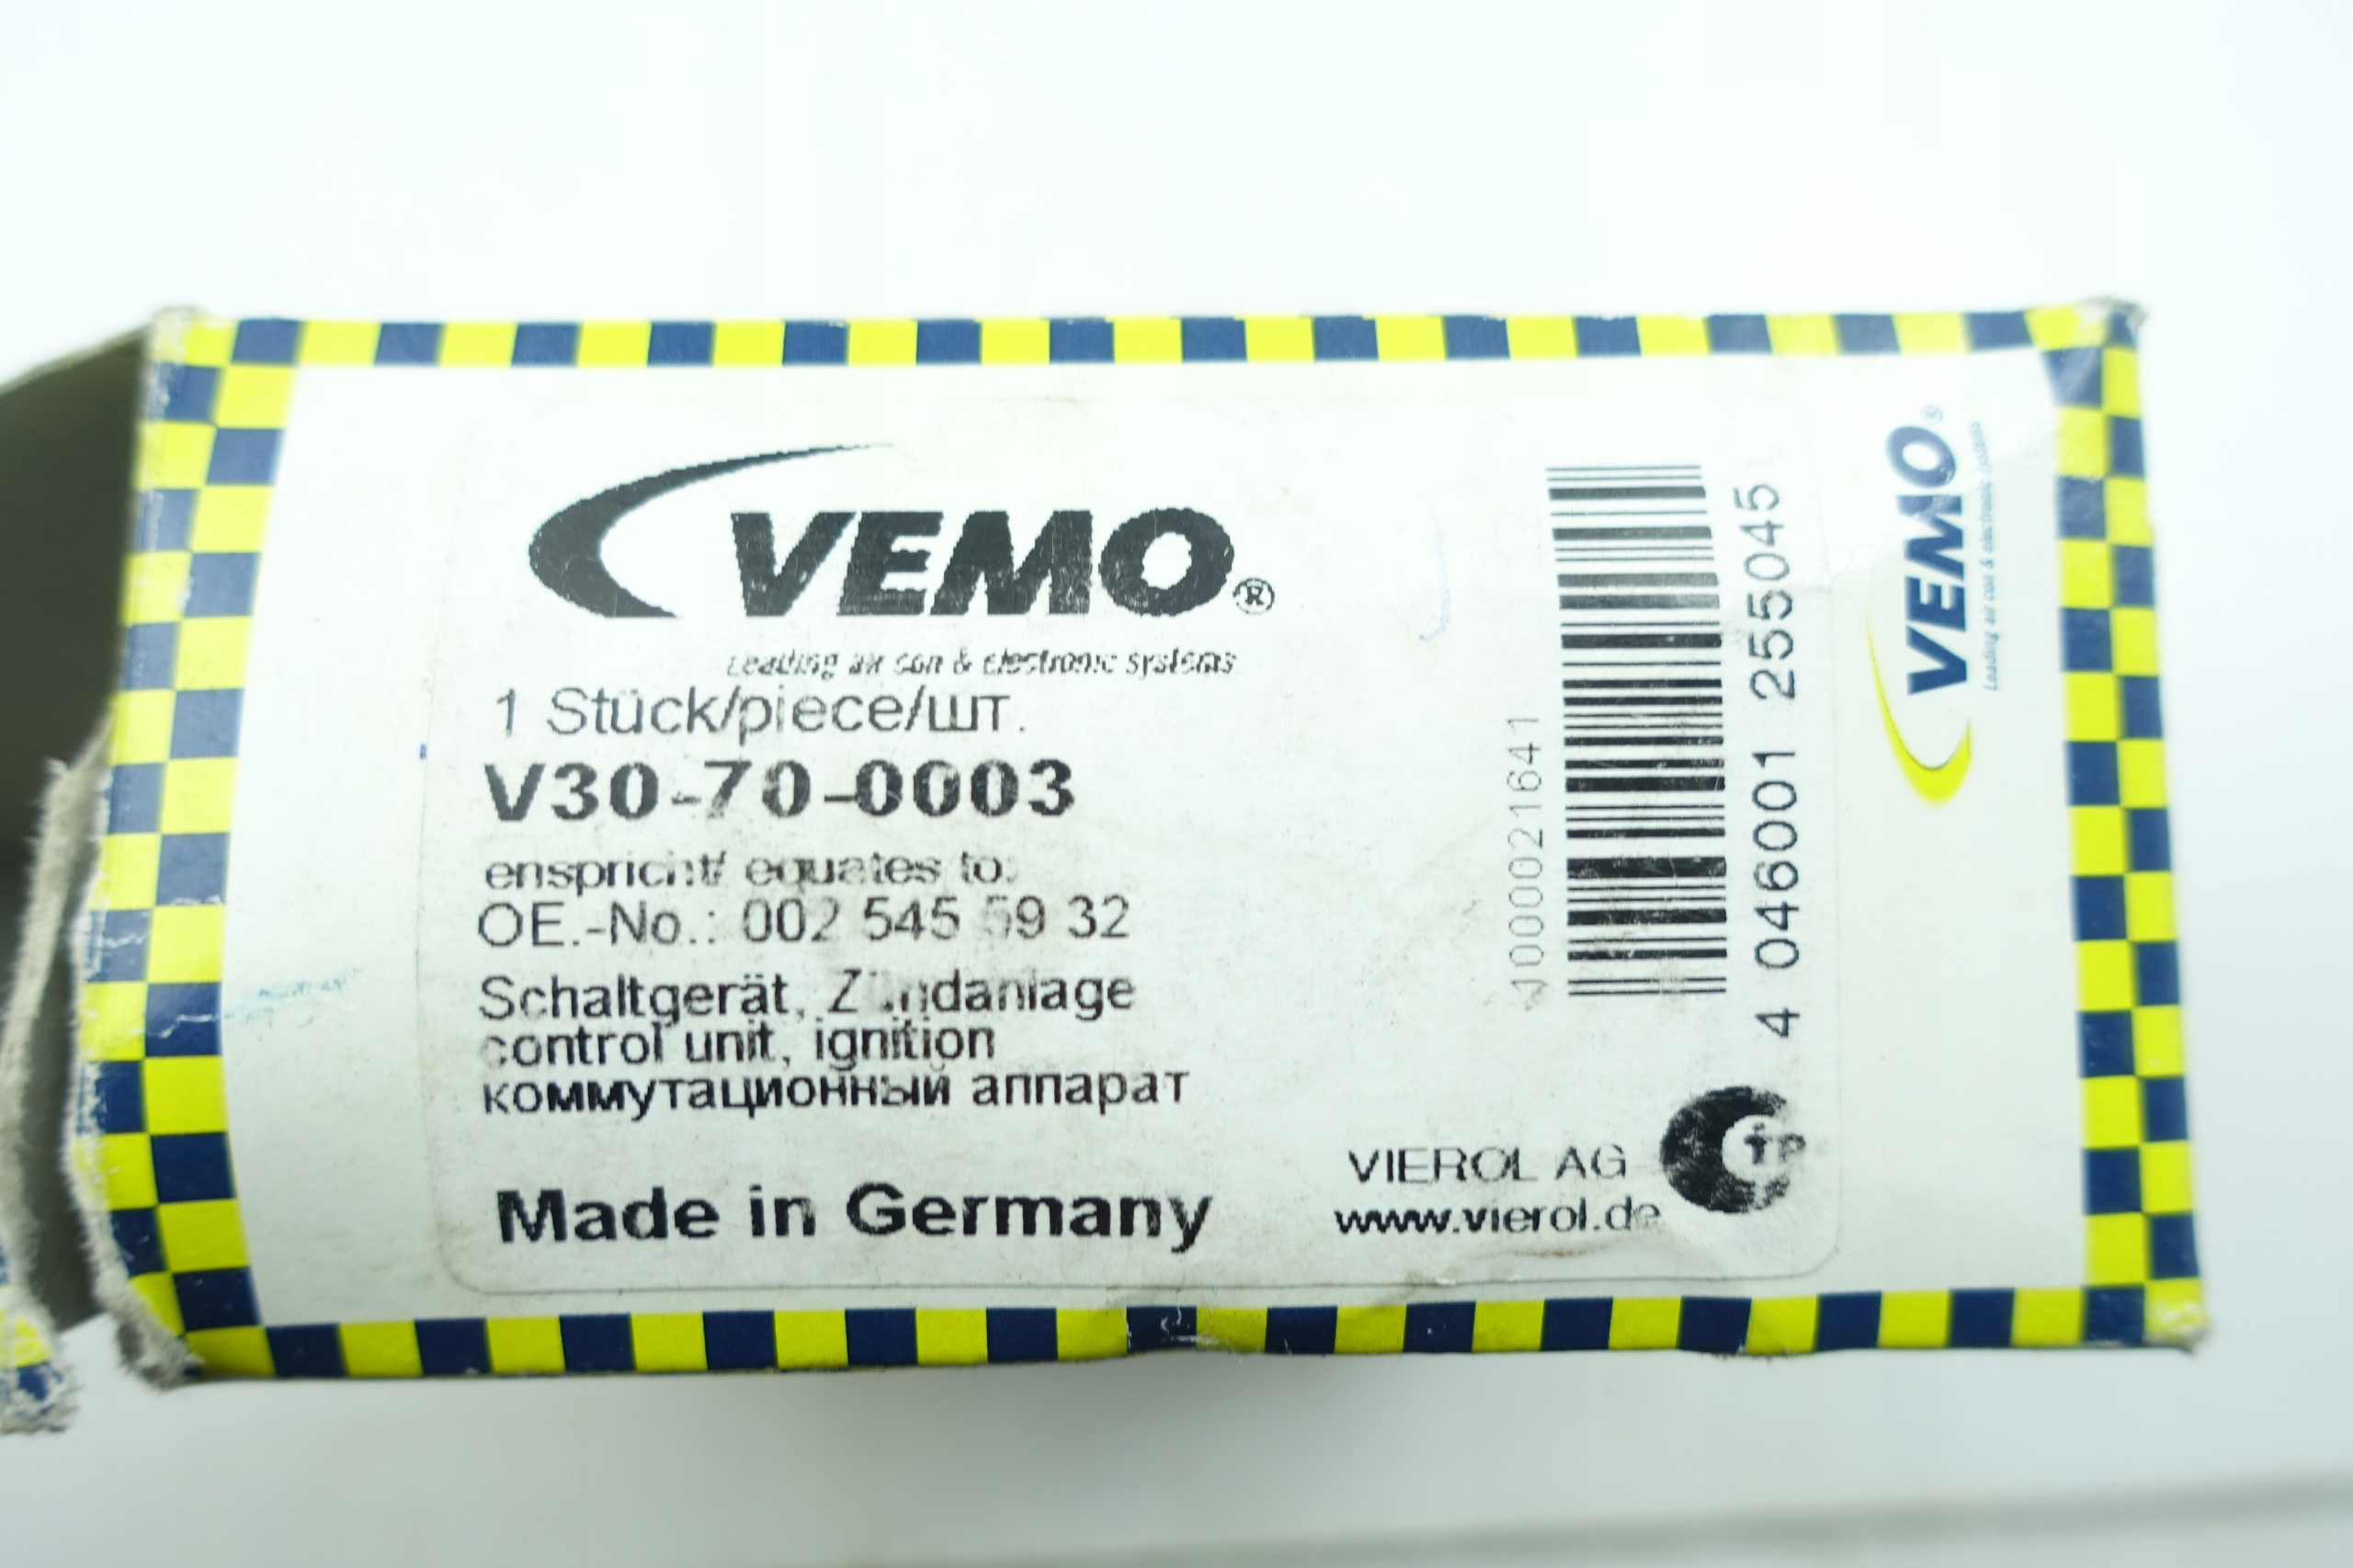 VEMO®
Leading air con & electronic systems
1 Stück/piece/шт.
V30-70-0003
enspricht/ equates to:
OE.-No.: 002 545 59 32
Schaltgerät, Zündanlage
control unit, ignition
коммутационный аппарат
Made in Germany
1000021641
4 046001 255045
VIEROL AG
www.vierol.de
VEMO®
Leading air con & electronic systems